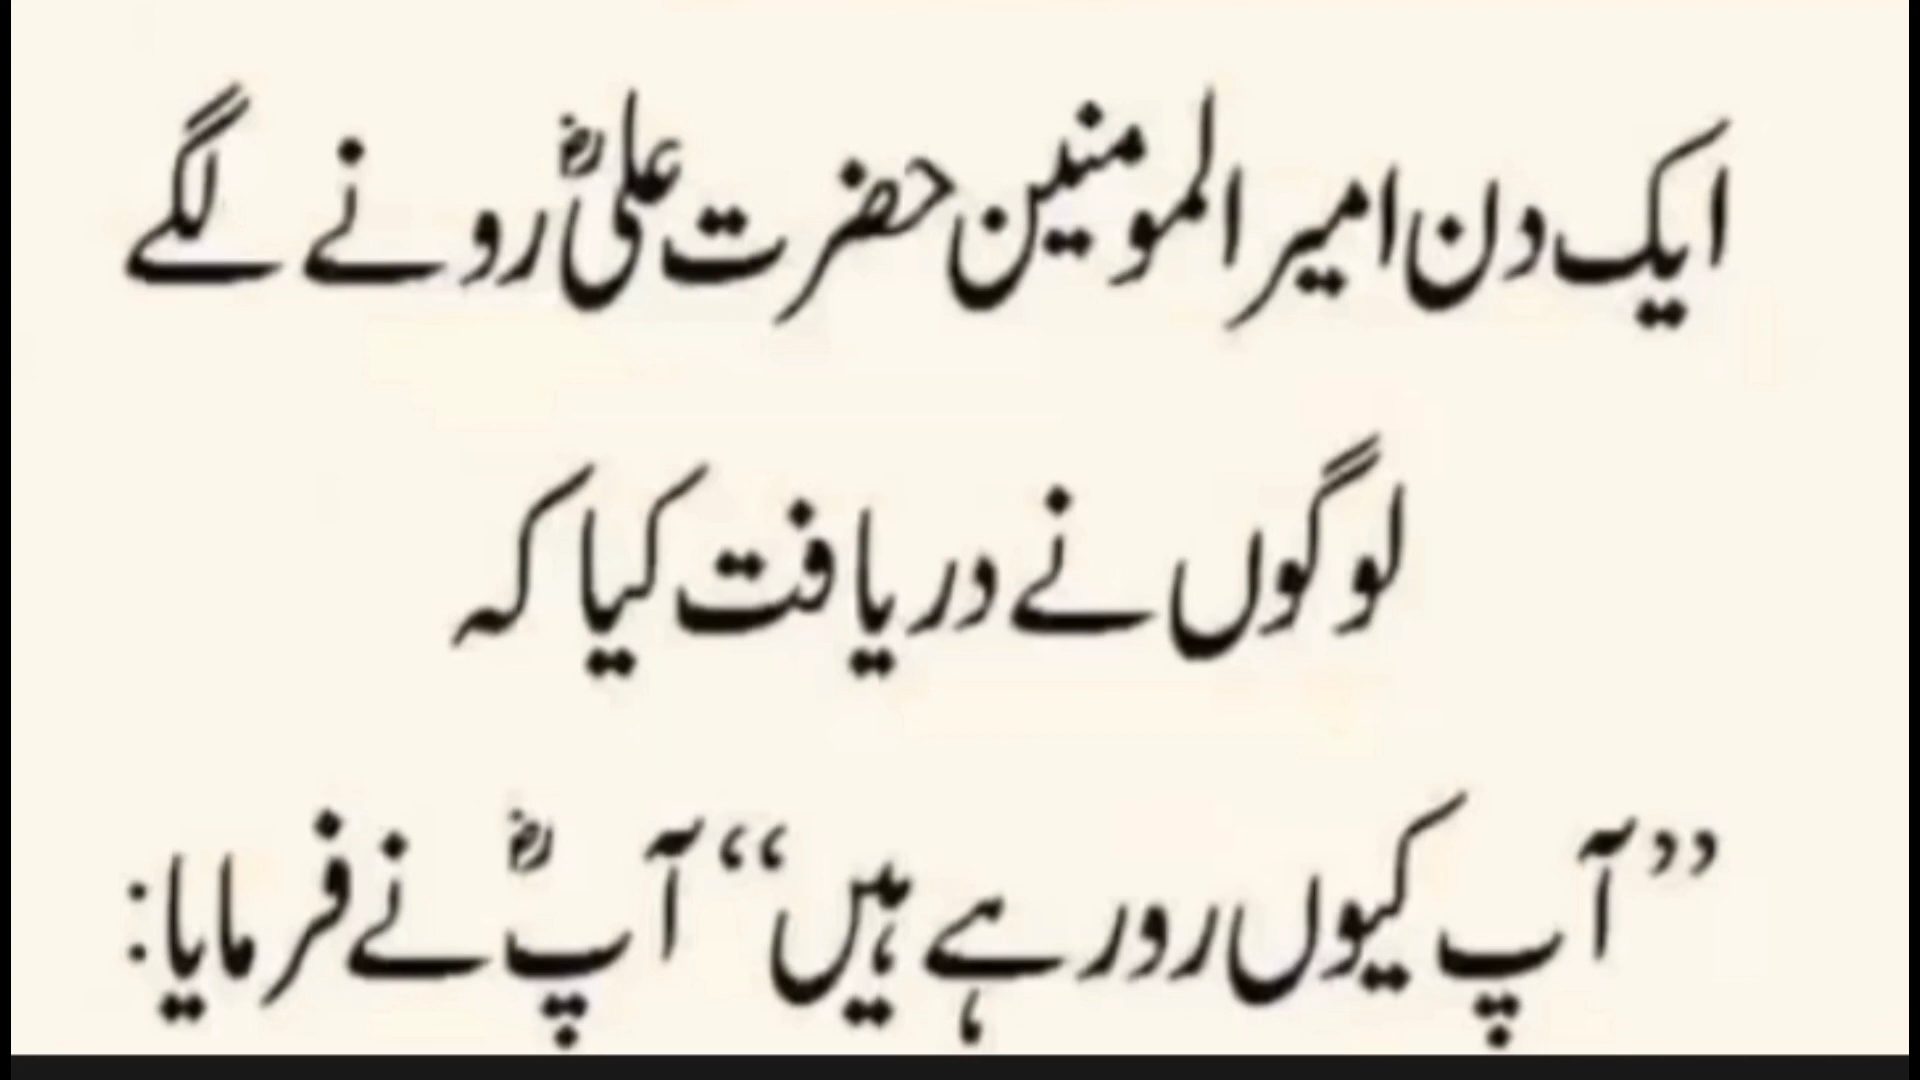 ایک دن امیر المومنین حضرت علیؓ رونے لگے
لوگوں نے دریافت کیا کہ
”آپ کیوں رو رہے ہیں“ آپؓ نے فرمایا: